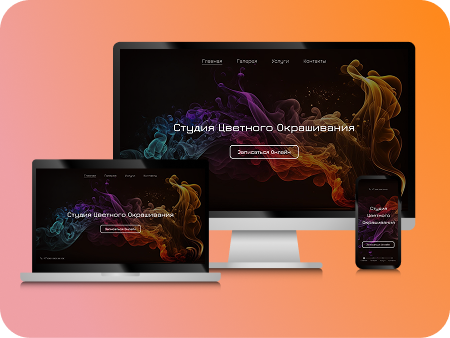 Главная Галерея Услуги Контакты
Студия Цветного Окрашивания
Записаться Онлайн
Главная Галерея Услуги Контакты
Студия Цветного Окрашивания
Записаться Онлайн
Студия
Цветного
Окрашивания
Записаться Онлайн